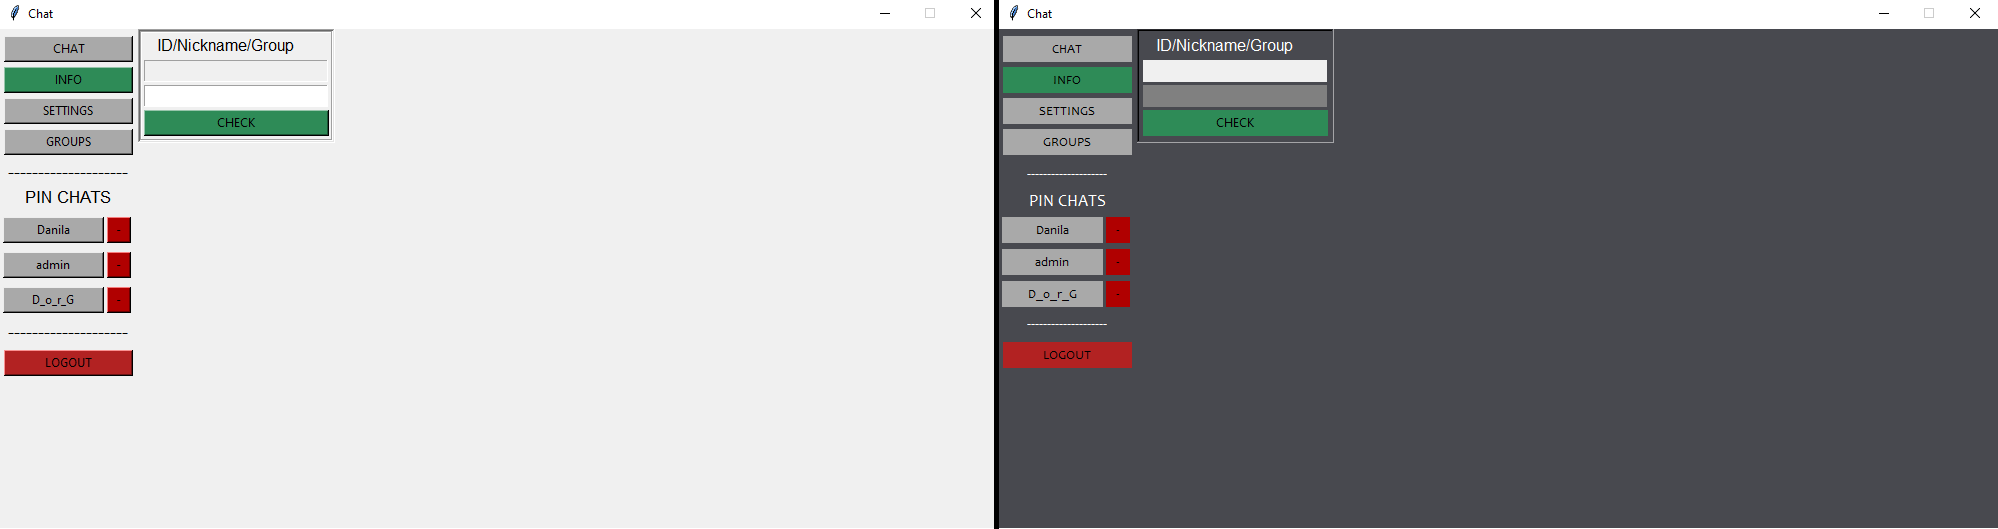 Chat
CHAT
INFO
SETTINGS
GROUPS
--------------------
PIN CHATS
Danila -
admin -
D_o_r_G -
--------------------
LOGOUT
ID/Nickname/Group
CHECK
Chat
CHAT
INFO
SETTINGS
GROUPS
--------------------
PIN CHATS
Danila -
admin -
D_o_r_G -
--------------------
LOGOUT
ID/Nickname/Group
CHECK